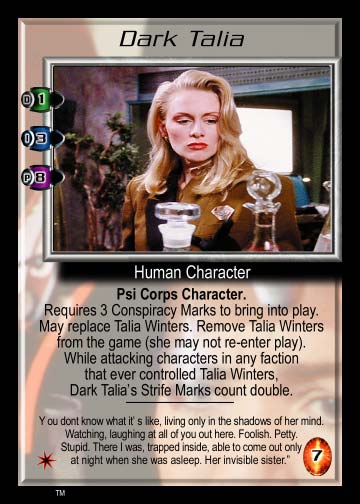 Dark Talia
D 1
I 3
P 8
Human Character
Psi Corps Character.
Requires 3 Conspiracy Marks to bring into play.
May replace Talia Winters. Remove Talia Winters
from the game (she may not re-enter play).
While attacking characters in any faction
that ever controlled Talia Winters,
Dark Talia's Strife Marks count double.
You dont know what it' s like, living only in the shadows of her mind.
Watching, laughing at all of you out here. Foolish. Petty.
Stupid. There I was, trapped inside, able to come out only
at night when she was asleep. Her invisible sister."
7
TM